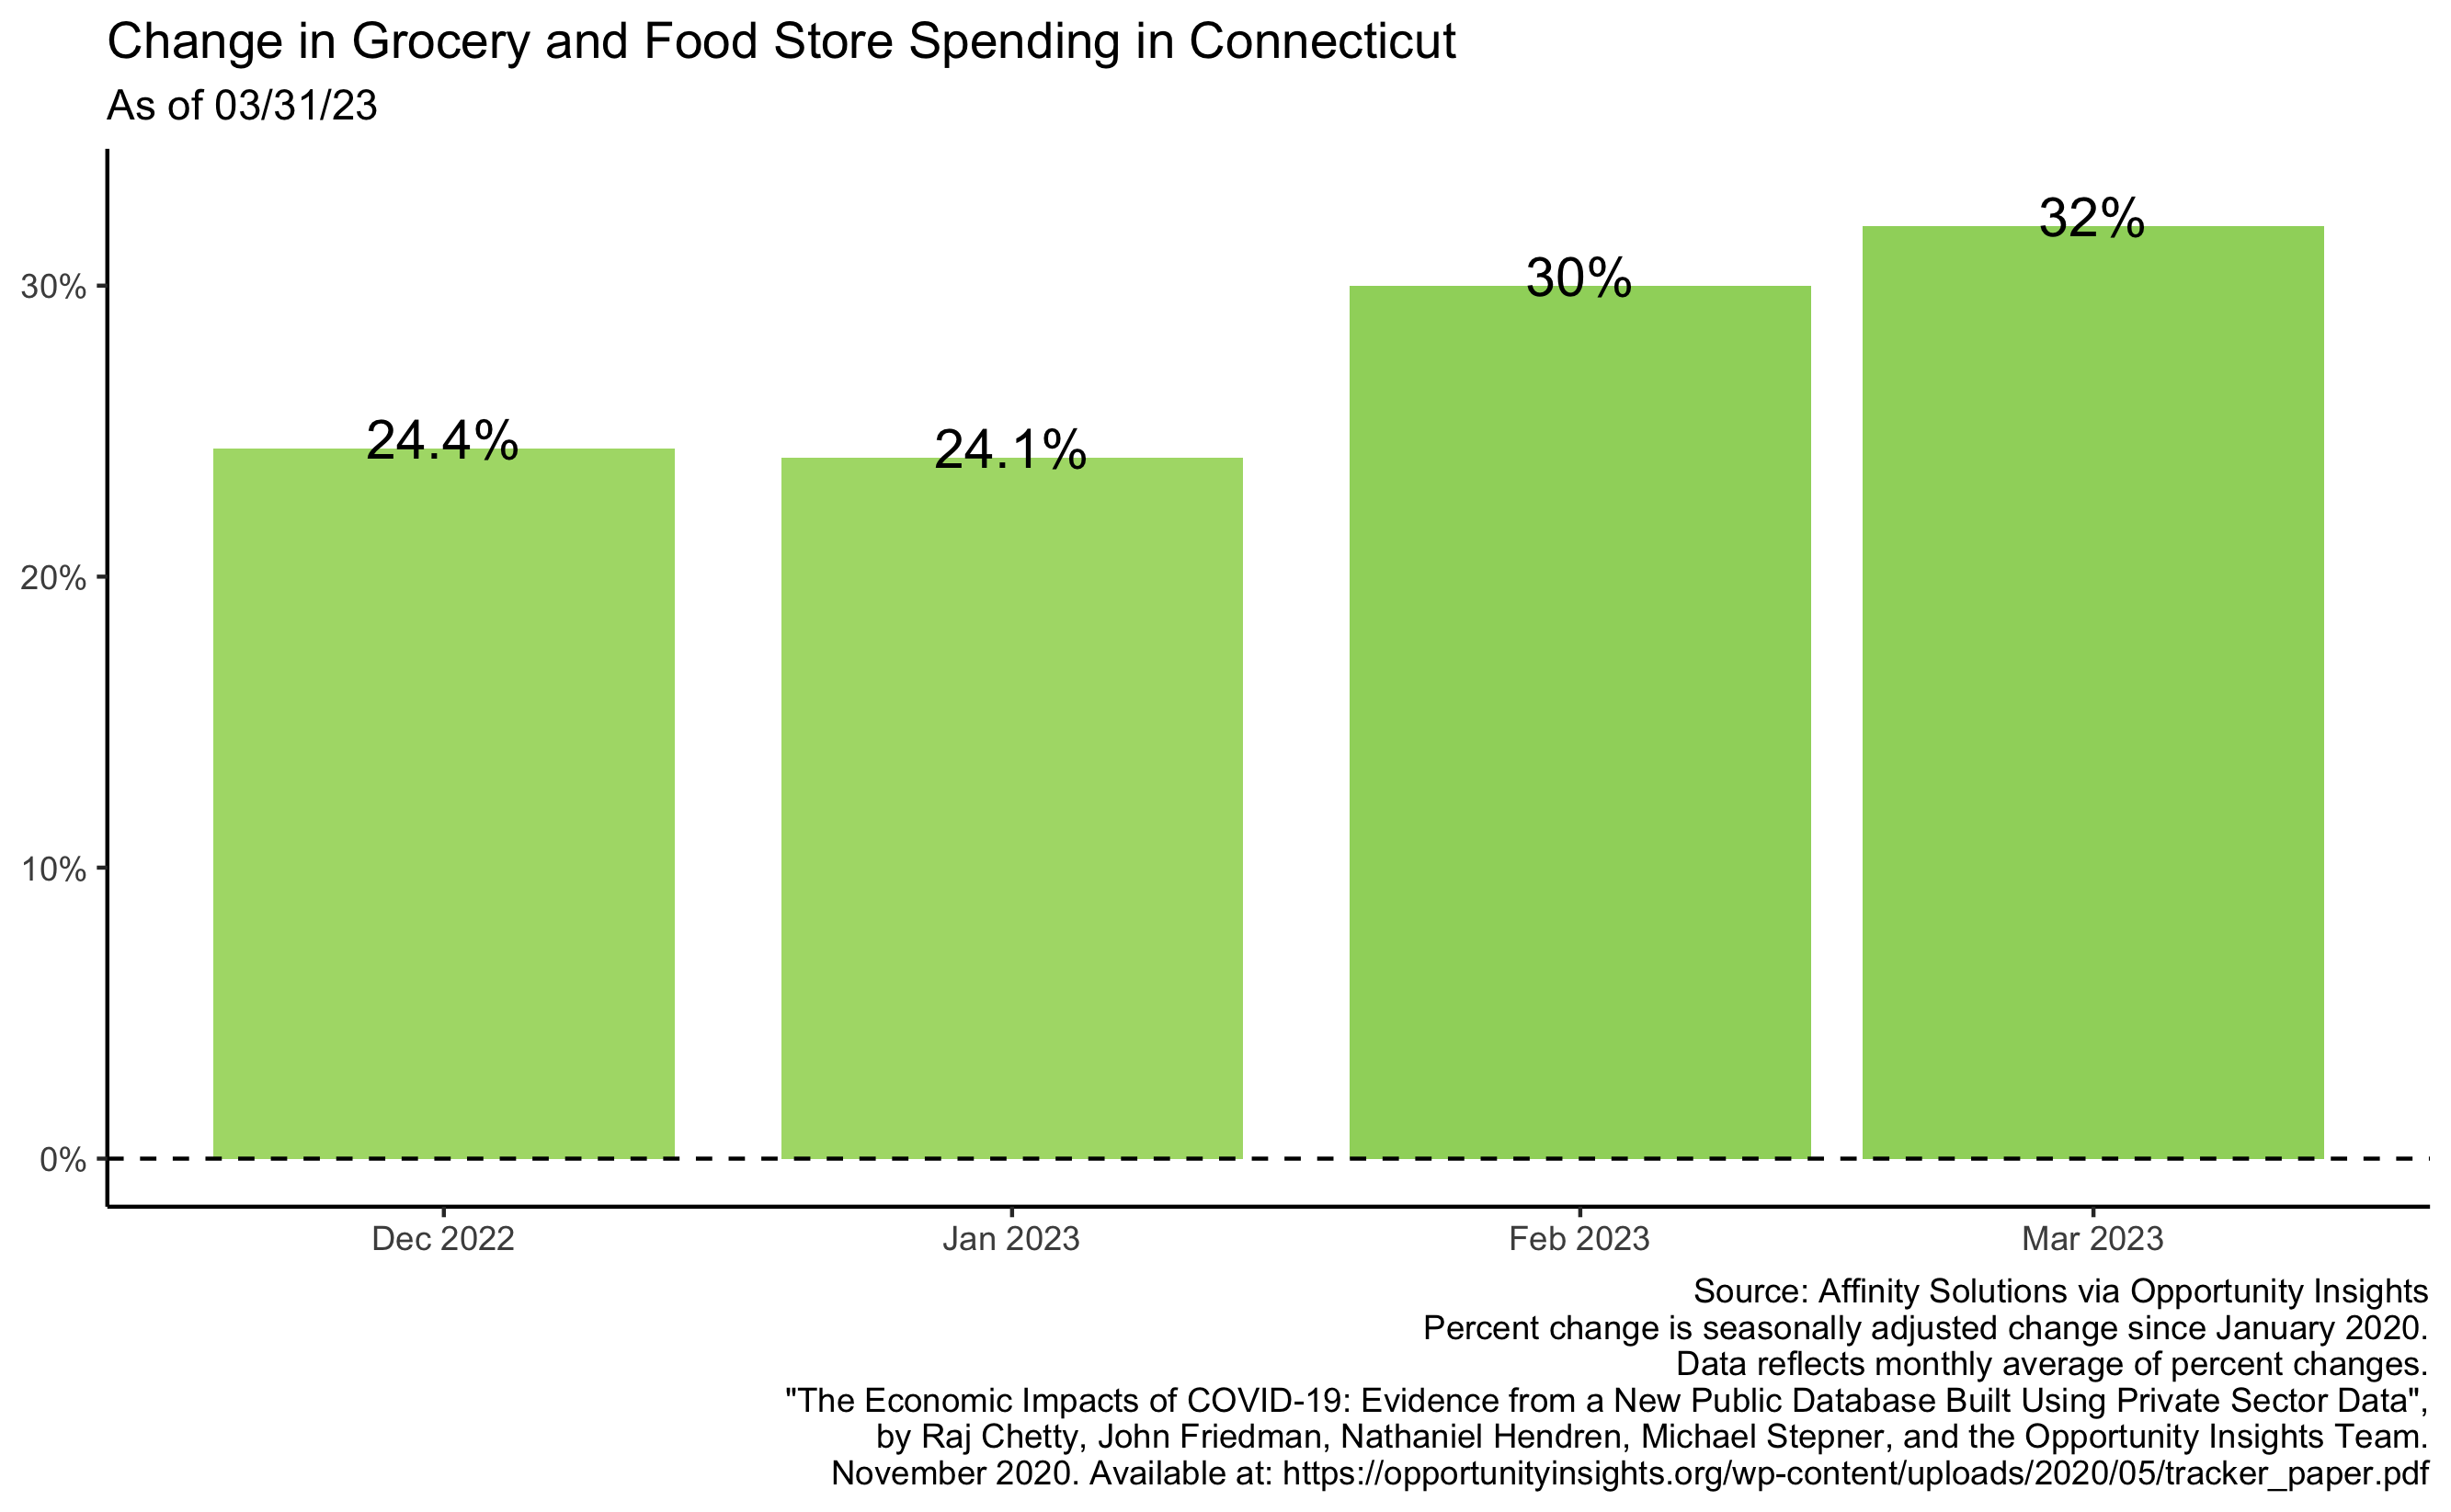 Change in Grocery and Food Store Spending in Connecticut
As of 03/31/23
30%
20%
10%
0%
24.4%
24.1%
30%
32%
Dec 2022
Jan 2023
Feb 2023
Mar 2023
Source: Affinity Solutions via Opportunity Insights
Percent change is seasonally adjusted change since January 2020.
Data reflects monthly average of percent changes.
"The Economic Impacts of COVID-19: Evidence from a New Public Database Built Using Private Sector Data",
by Raj Chetty, John Friedman, Nathaniel Hendren, Michael Stepner, and the Opportunity Insights Team.
November 2020. Available at: https://opportunityinsights.org/wp-content/uploads/2020/05/tracker_paper.pdf